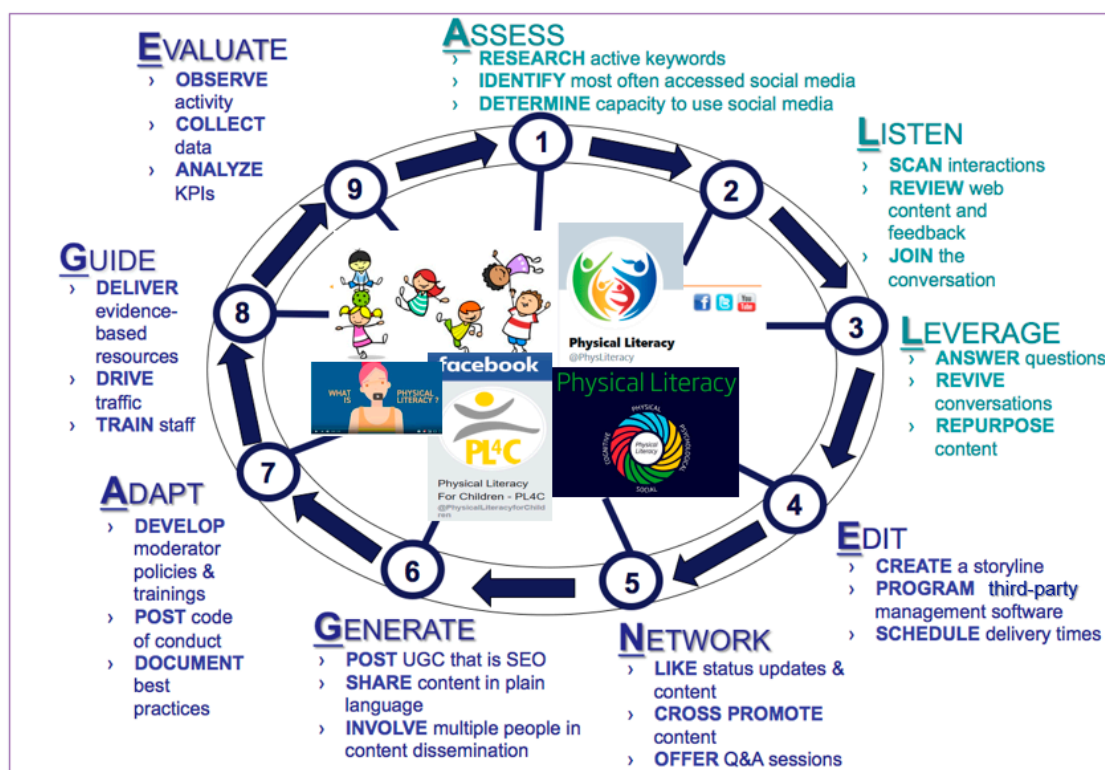 ASSESS
› RESEARCH active keywords
› IDENTIFY most often accessed social media
› DETERMINE capacity to use social media
1
LISTEN
› SCAN interactions
› REVIEW web
content and
feedback
› JOIN the
conversation
2
LEVERAGE
› ANSWER questions
› REVIVE
conversations
› REPURPOSE
content
3
EDIT
› CREATE a storyline
› PROGRAM third-party
management software
› SCHEDULE delivery times
4
NETWORK
› LIKE status updates &
content
› CROSS PROMOTE
content
› OFFER Q&A sessions
5
GENERATE
› POST UGC that is SEO
› SHARE content in plain
language
› INVOLVE multiple people in
content dissemination
6
ADAPT
› DEVELOP
moderator
policies &
trainings
› POST code
of conduct
› DOCUMENT
best
practices
7
GUIDE
› DELIVER
evidence-
based
resources
› DRIVE
traffic
› TRAIN staff
8
EVALUATE
› OBSERVE
activity
› COLLECT
data
› ANALYZE
KPIs
9
Physical Literacy
@PhysLiteracy
f
You
Tube
WHAT
IS
PHYSICAL
LITERACY ?
facebook
PL4C
Physical Literacy
For Children - PL4C
@PhysicalLiteracyforChild
ren
Physical Literacy
PHYSICAL
PSYCHOLOGICAL
SOCIAL
COGNITIVE
Physical
Literacy